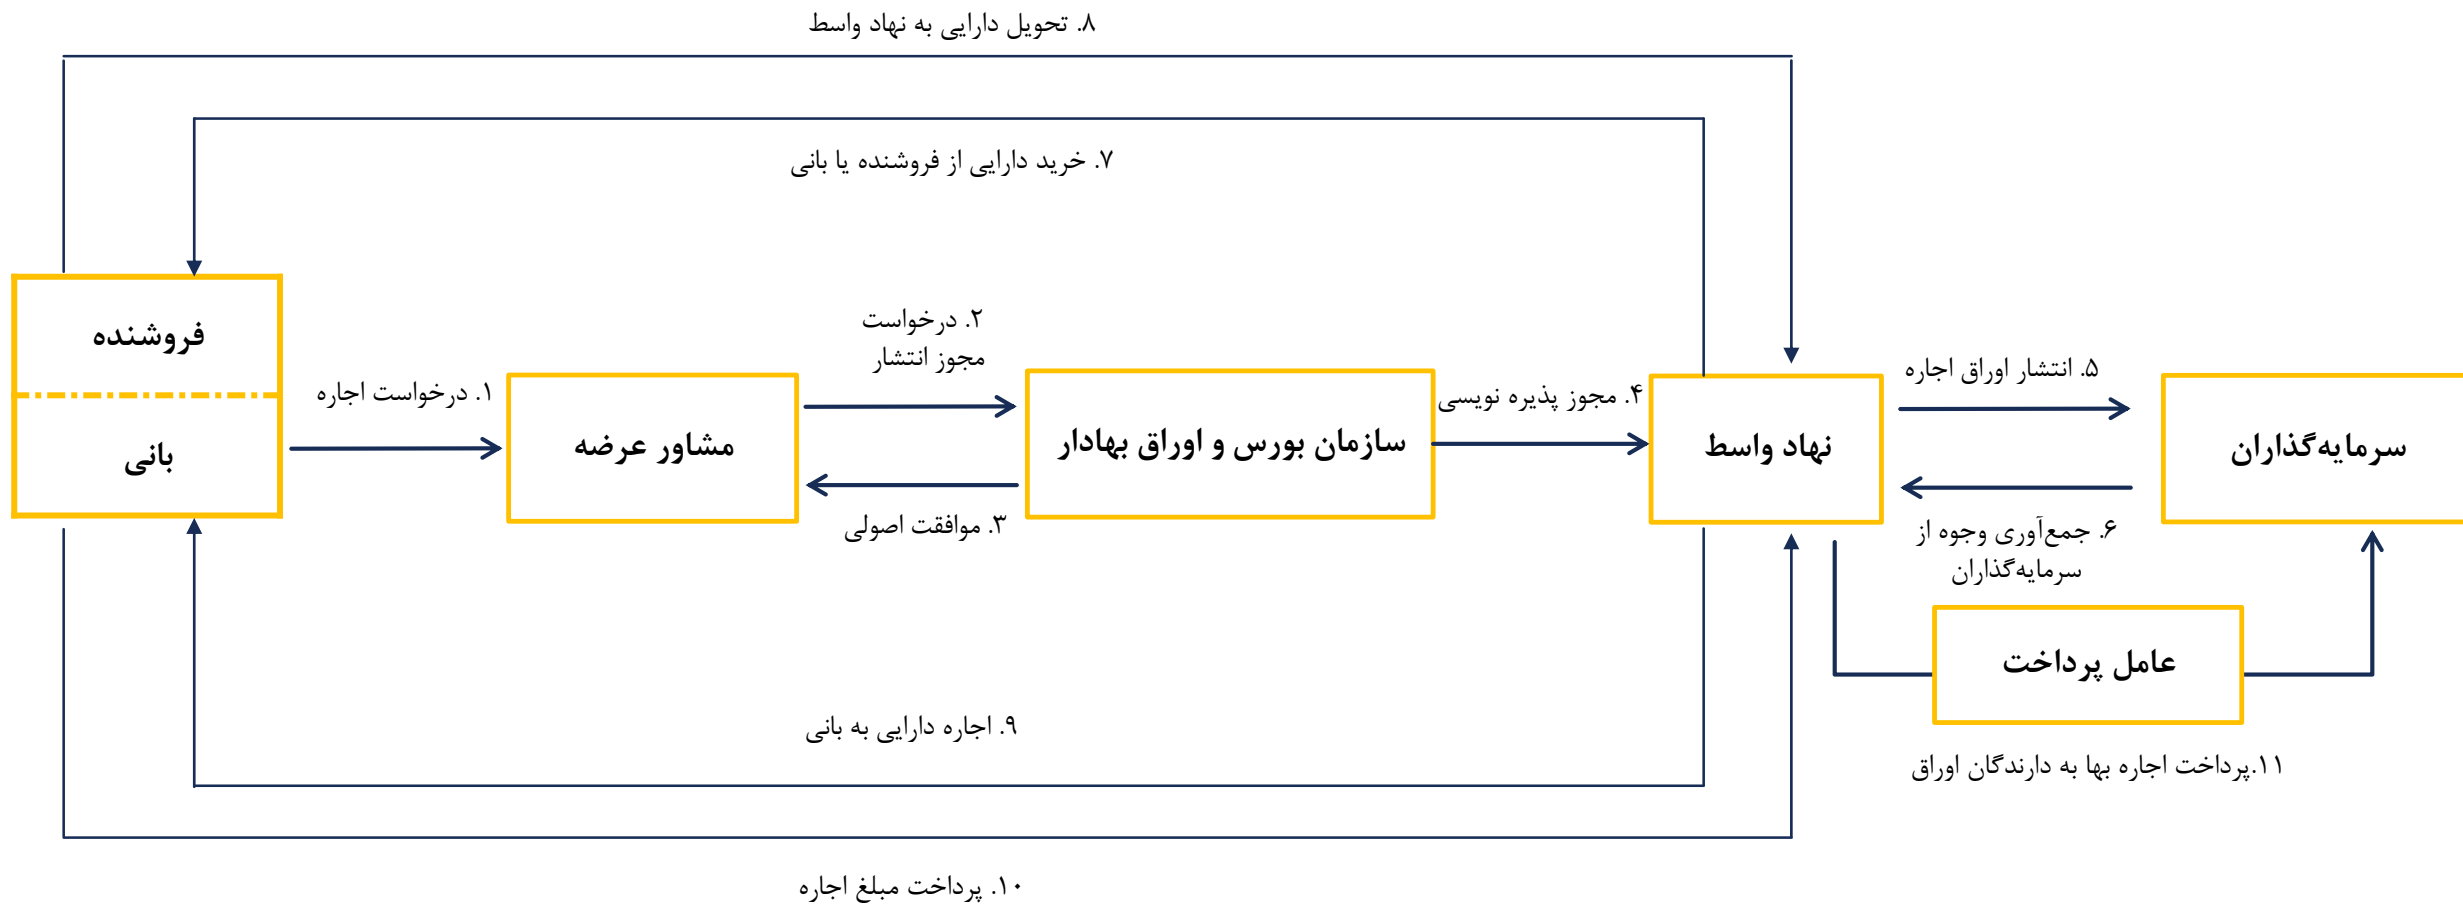 ۸. تحویل دارایی به نهاد واسط
۷. خرید دارایی از فروشنده یا بانی
فروشنده
بانی
۱. درخواست اجاره
مشاور عرضه
۲. درخواست
مجوز انتشار
۳. موافقت اصولی
سازمان بورس و اوراق بهادار
۴. مجوز پذیره نویسی
نهاد واسط
۵. انتشار اوراق اجاره
۶. جمع‌آوری وجوه از
سرمایه‌گذاران
سرمایه‌گذاران
عامل پرداخت
۱۱.پرداخت اجاره بها به دارندگان اوراق
۹. اجاره دارایی به بانی
۱۰. پرداخت مبلغ اجاره